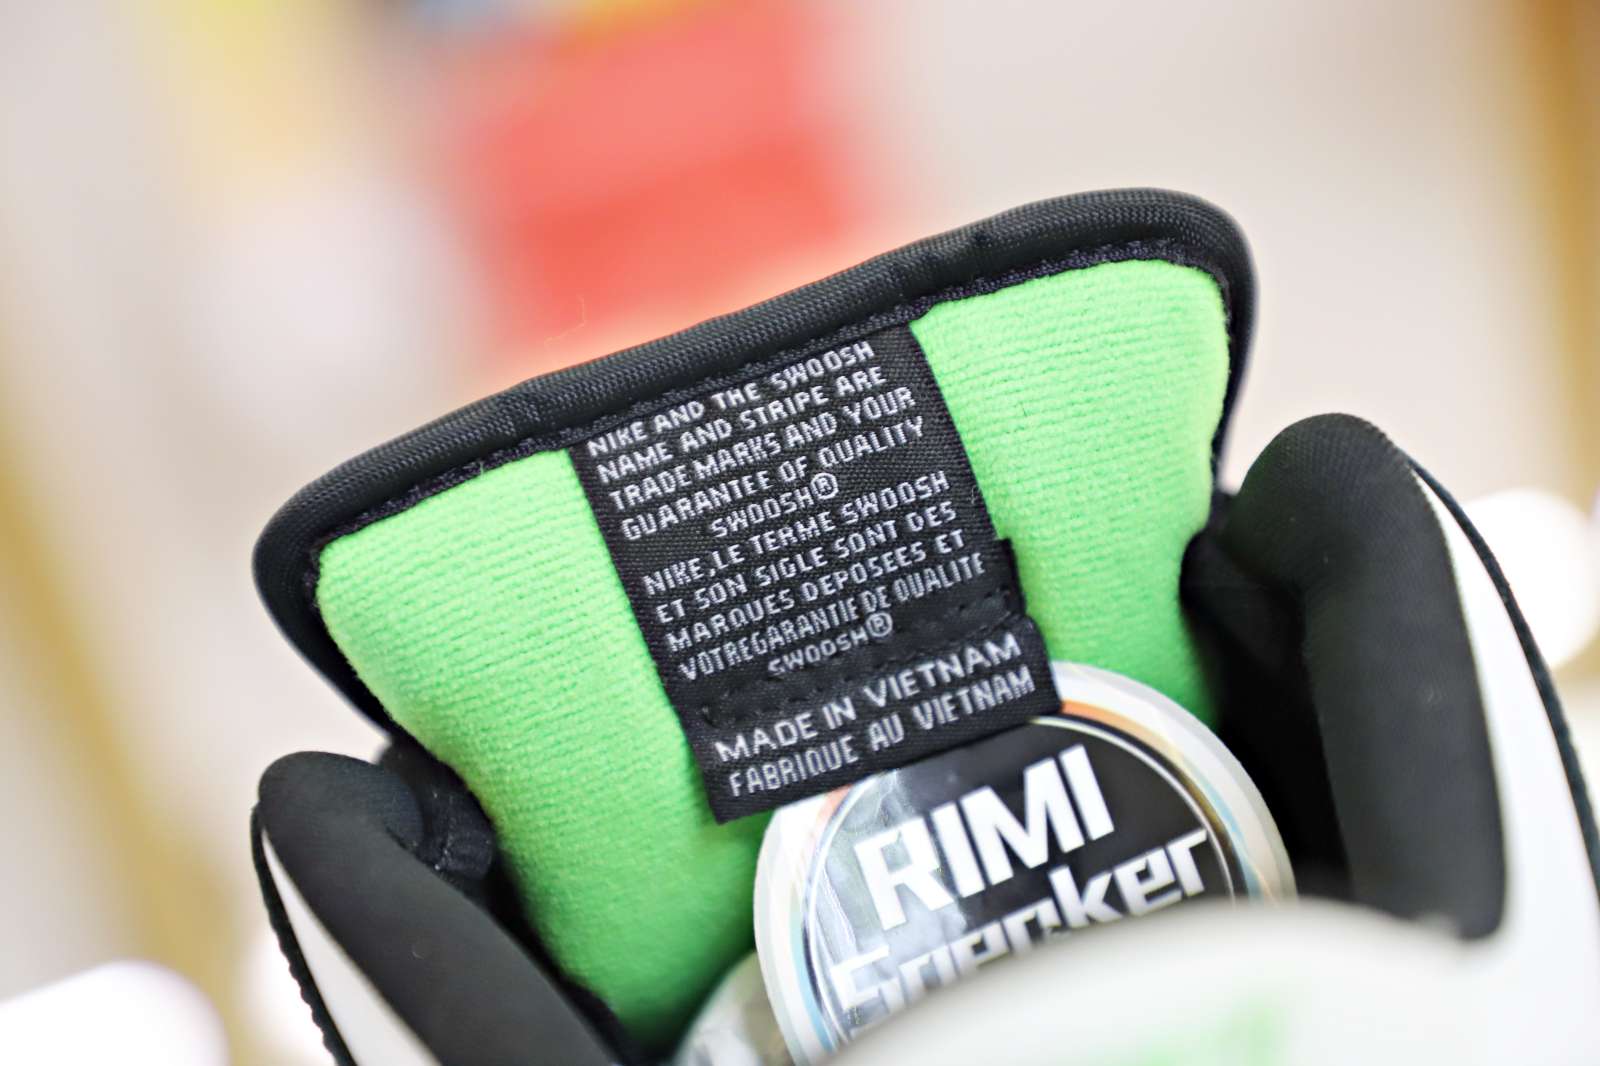 NIKE AND THE SWOOSH
NAME AND STRIPE ARE
TRADE MARKS AND YOUR
GUARANTEE OF QUALITY
SWOOSH®
NIKE,LE TERME SWOOSH
ET SON SIGLE SONT DES
MARQUES DEPOSEES ET
VOTREGARANTIE DE QUALITE
SWOOSH®
MADE IN VIETNAM
FABRIQUE AU VIETNAM
RIMI
Sneaker